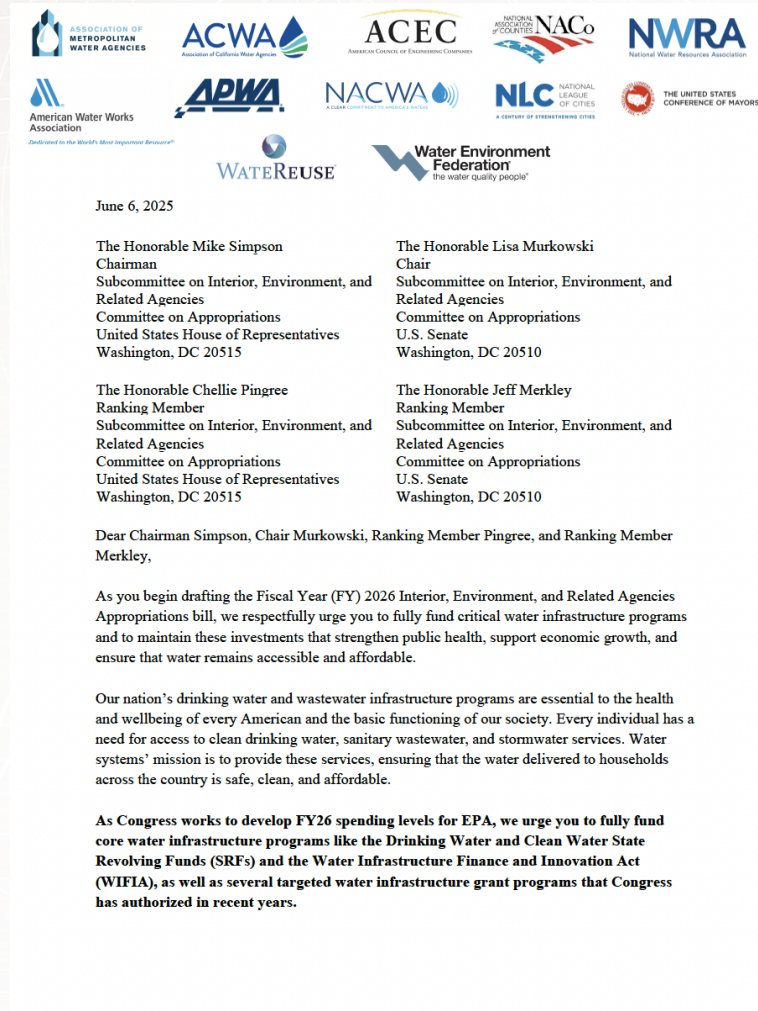 ASSOCIATION OF
METROPOLITAN
WATER AGENCIES
ACWA
Association of California Water Agencies
ACEC
AMERICAN COUNCIL OF ENGINEERING COMPANIES
NATIONAL
ASSOCIATION
of COUNTIES
NACo
NWRA
National Water Resources Association
American Water Works
Association
Dedicated to the World's Most Important Resource®
APWA
NACWA
A CLEAR COMMITMENT TO AMERICA'S WATERS
NLC
NATIONAL
LEAGUE
OF CITIES
A CENTURY OF STRENGTHENING CITIES
THE UNITED STATES
CONFERENCE OF MAYORS
WATEREUSE
Water Environment
Federation®
the water quality people®
June 6, 2025
The Honorable Mike Simpson
Chairman
Subcommittee on Interior, Environment, and
Related Agencies
Committee on Appropriations
United States House of Representatives
Washington, DC 20515
The Honorable Lisa Murkowski
Chair
Subcommittee on Interior, Environment, and
Related Agencies
Committee on Appropriations
U.S. Senate
Washington, DC 20510
The Honorable Chellie Pingree
Ranking Member
Subcommittee on Interior, Environment, and
Related Agencies
Committee on Appropriations
United States House of Representatives
Washington, DC 20515
The Honorable Jeff Merkley
Ranking Member
Subcommittee on Interior, Environment, and
Related Agencies
Committee on Appropriations
U.S. Senate
Washington, DC 20510
Dear Chairman Simpson, Chair Murkowski, Ranking Member Pingree, and Ranking Member
Merkley,
As you begin drafting the Fiscal Year (FY) 2026 Interior, Environment, and Related Agencies
Appropriations bill, we respectfully urge you to fully fund critical water infrastructure programs
and to maintain these investments that strengthen public health, support economic growth, and
ensure that water remains accessible and affordable.
Our nation's drinking water and wastewater infrastructure programs are essential to the health
and wellbeing of every American and the basic functioning of our society. Every individual has a
need for access to clean drinking water, sanitary wastewater, and stormwater services. Water
systems' mission is to provide these services, ensuring that the water delivered to households
across the country is safe, clean, and affordable.
As Congress works to develop FY26 spending levels for EPA, we urge you to fully fund
core water infrastructure programs like the Drinking Water and Clean Water State
Revolving Funds (SRFs) and the Water Infrastructure Finance and Innovation Act
(WIFIA), as well as several targeted water infrastructure grant programs that Congress
has authorized in recent years.